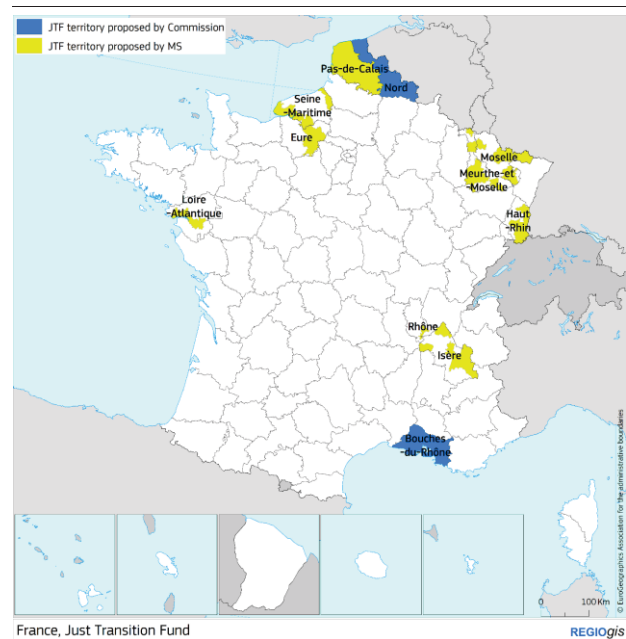 JTF territory proposed by Commission
JTF territory proposed by MS
Pas-de-Calais
Nord
Seine
-Maritime
Eure
Moselle
Meurthe-et
-Moselle
Loire
-Atlantique
Haut
-Rhin
Rhône
Isère
Bouches
-du-Rhône
© EuroGeographics Association for the administrative boundaries
0 100 Km
France, Just Transition Fund
REGIOgis